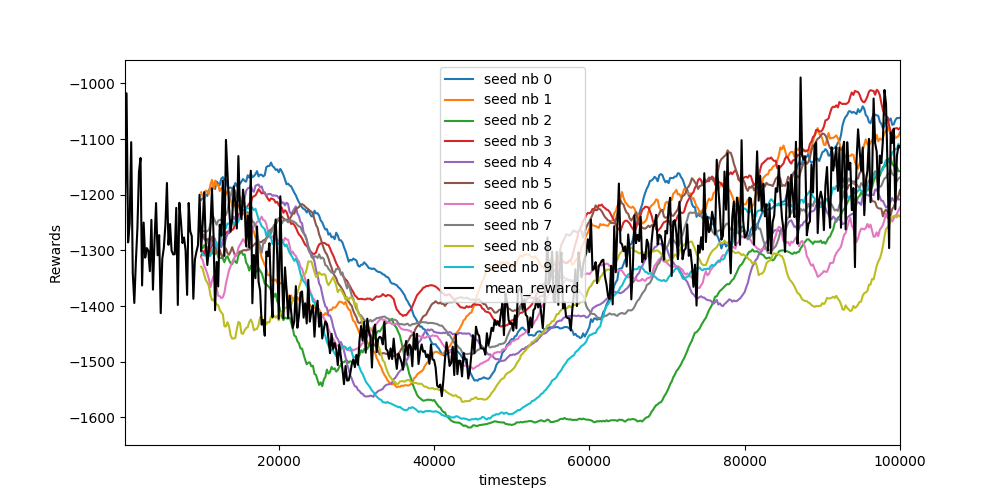 −1000
−1100
−1200
−1300
−1400
−1500
−1600
Rewards
seed nb 0
seed nb 1
seed nb 2
seed nb 3
seed nb 4
seed nb 5
seed nb 6
seed nb 7
seed nb 8
seed nb 9
mean_reward
20000 40000 60000 80000 100000
timesteps